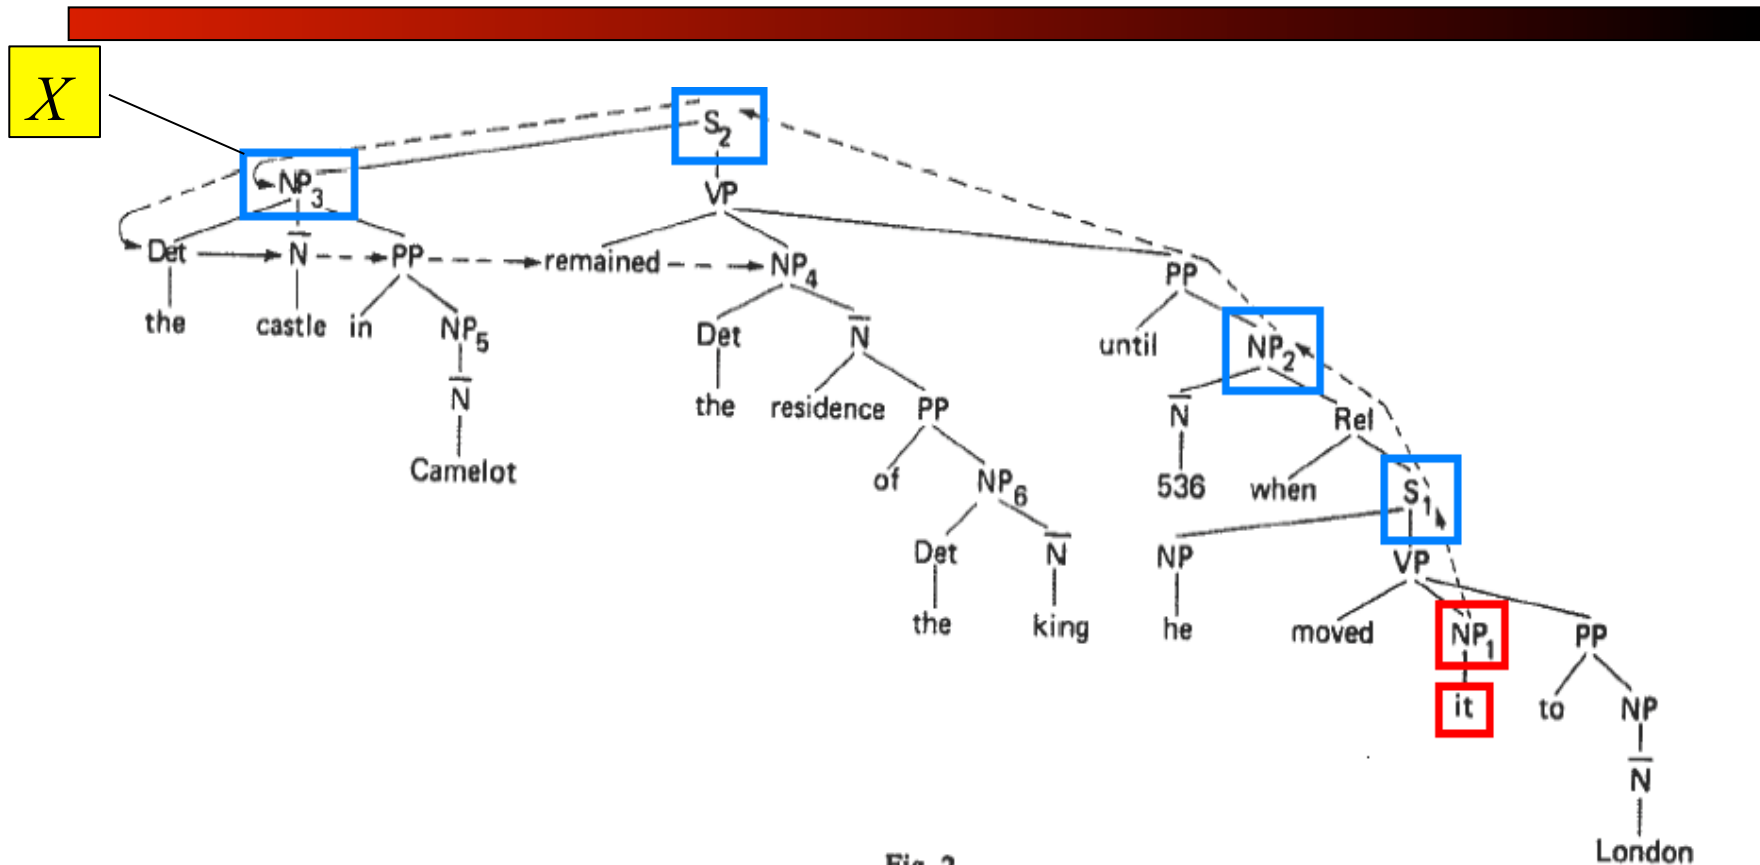 X
S2
NP3
VP
Det N PP remained NP4 PP
the castle in NP5 Det N until NP2
N the residence PP N Rel
Camelot of NP6 536 when S1
Det N NP VP
the king he moved NP1 PP
it to NP
N
London
Fig. 2